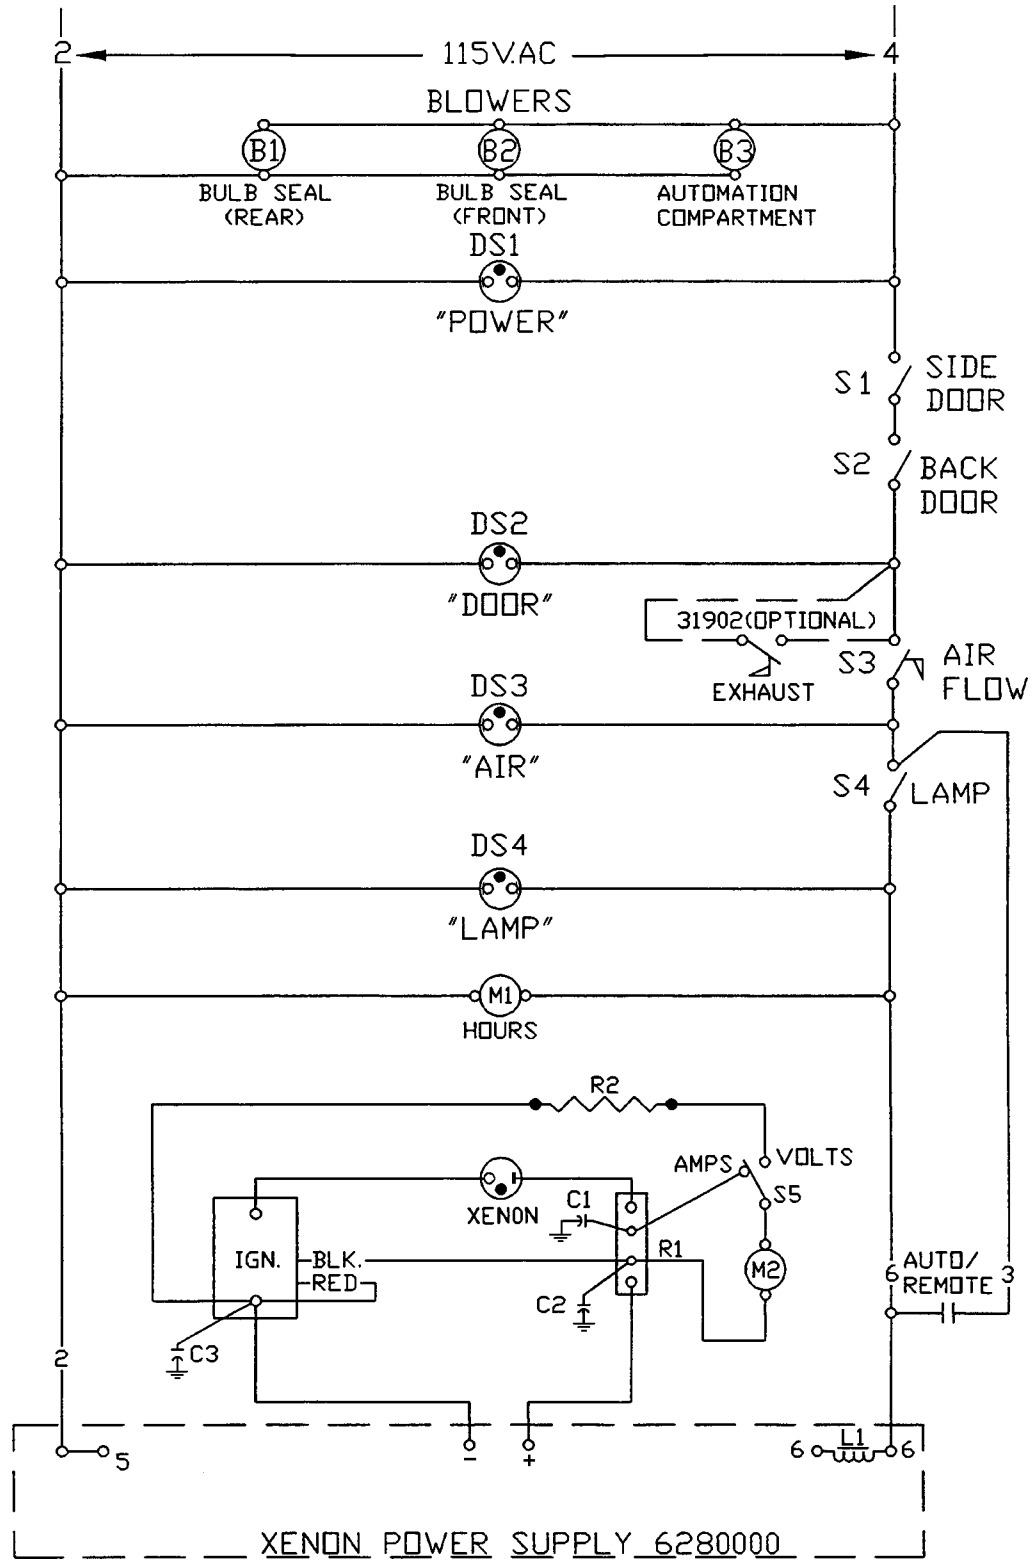 2 115V.AC 4
BLOWERS
B1 B2 B3
BULB SEAL
(REAR)
BULB SEAL
(FRONT)
AUTOMATION
COMPARTMENT
DS1
"POWER"
S1 SIDE
DOOR
S2 BACK
DOOR
DS2
"DOOR"
31902(OPTIONAL)
EXHAUST
S3 AIR
FLOW
DS3
"AIR"
S4 LAMP
DS4
"LAMP"
M1
HOURS
R2
AMPS VOLTS
S5
XENON
C1
IGN. BLK.
RED
R1
M2
C2
C3
6 AUTO/
REMOTE 3
2
5
- +
6 L1 6
XENON POWER SUPPLY 6280000